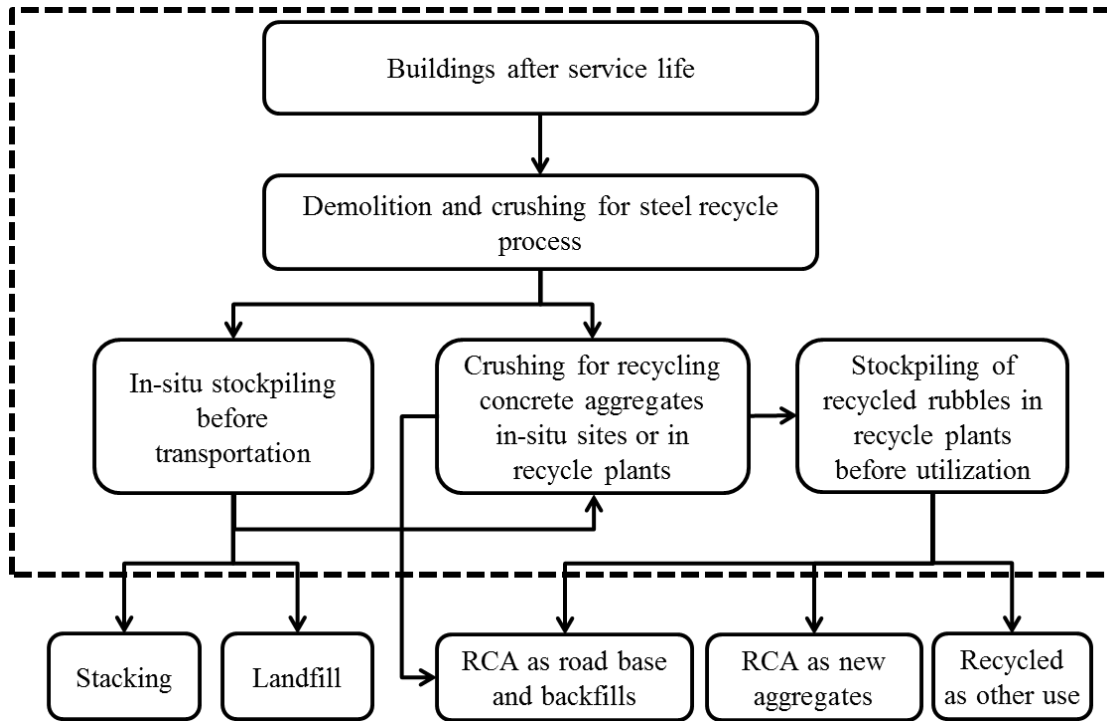 Buildings after service life
Demolition and crushing for steel recycle
process
In-situ stockpiling
before
transportation
Crushing for recycling
concrete aggregates
in-situ sites or in
recycle plants
Stockpiling of
recycled rubbles in
recycle plants
before utilization
Stacking
Landfill
RCA as road base
and backfills
RCA as new
aggregates
Recycled
as other use